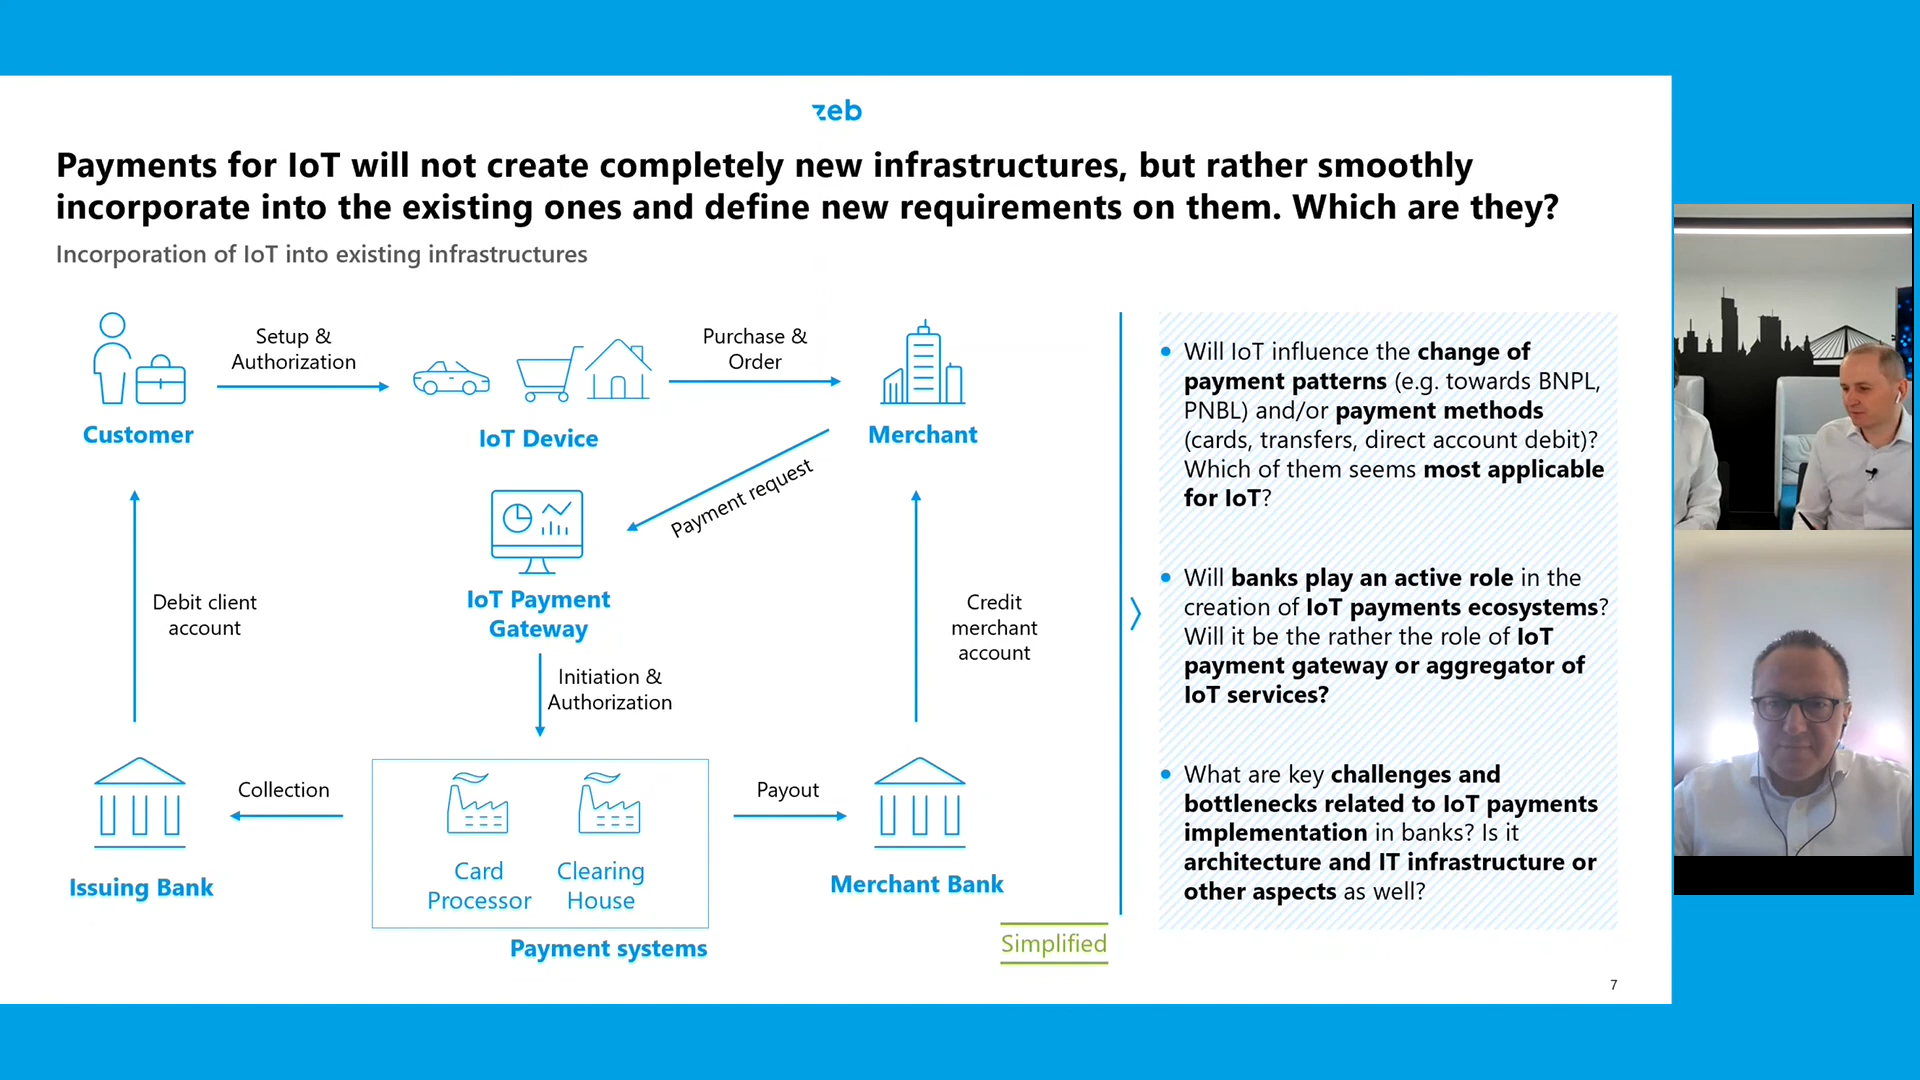 zeb
Payments for IoT will not create completely new infrastructures, but rather smoothly
incorporate into the existing ones and define new requirements on them. Which are they?
Incorporation of IoT into existing infrastructures
Setup &
Authorization
Purchase &
Order
Customer
IoT Device
Merchant
Payment request
IoT Payment
Gateway
Debit client
account
Credit
merchant
account
Initiation &
Authorization
Collection
Payout
Card
Processor
Clearing
House
Issuing Bank
Merchant Bank
Payment systems
Simplified
• Will IoT influence the change of
payment patterns (e.g. towards BNPL,
PNBL) and/or payment methods
(cards, transfers, direct account debit)?
Which of them seems most applicable
for IoT?
• Will banks play an active role in the
creation of IoT payments ecosystems?
Will it be the rather the role of IoT
payment gateway or aggregator of
IoT services?
• What are key challenges and
bottlenecks related to IoT payments
implementation in banks? Is it
architecture and IT infrastructure or
other aspects as well?
7